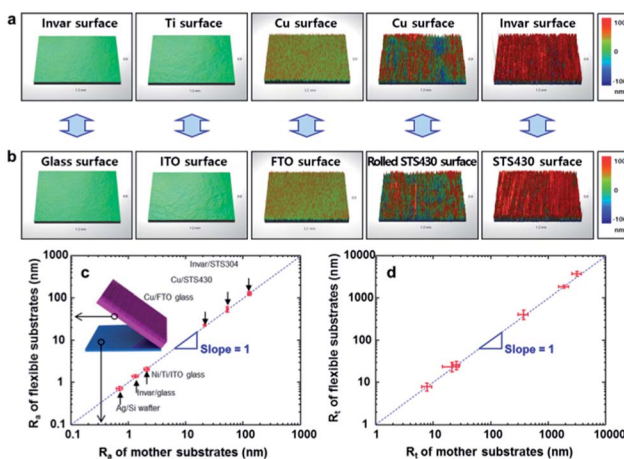 a
Invar surface
Ti surface
Cu surface
Cu surface
Invar surface
100
0
-100
nm
b
Glass surface
ITO surface
FTO surface
Rolled STS430 surface
STS430 surface
100
0
-100
nm
c
Ra of flexible substrates (nm)
1000
100
10
1
0.1
Invar/STS304
Cu/STS430
Cu/FTO glass
Slope = 1
Ni/Ti/ITO glass
Invar/glass
Ag/Si wafter
0.1
1
10
100
1000
Ra of mother substrates (nm)
d
Rt of flexible substrates (nm)
10000
1000
100
10
1
Slope = 1
1
10
100
1000
10000
Rt of mother substrates (nm)